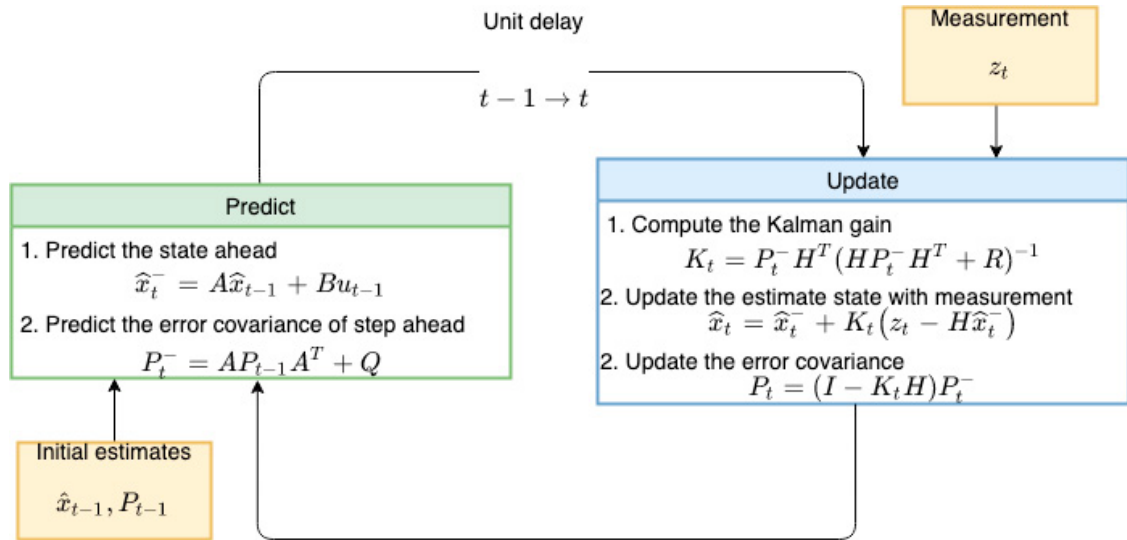 Unit delay
t − 1 → t
Measurement
z_t
Predict
1. Predict the state ahead
x̂_t^- = Ax̂_{t−1} + Bu_{t−1}
2. Predict the error covariance of step ahead
P_t^- = AP_{t−1}A^T + Q
Update
1. Compute the Kalman gain
K_t = P_t^- H^T (HP_t^- H^T + R)^{−1}
2. Update the estimate state with measurement
x̂_t = x̂_t^- + K_t(z_t − Hx̂_t^-)
2. Update the error covariance
P_t = (I − K_tH)P_t^-
Initial estimates
x̂_{t−1}, P_{t−1}